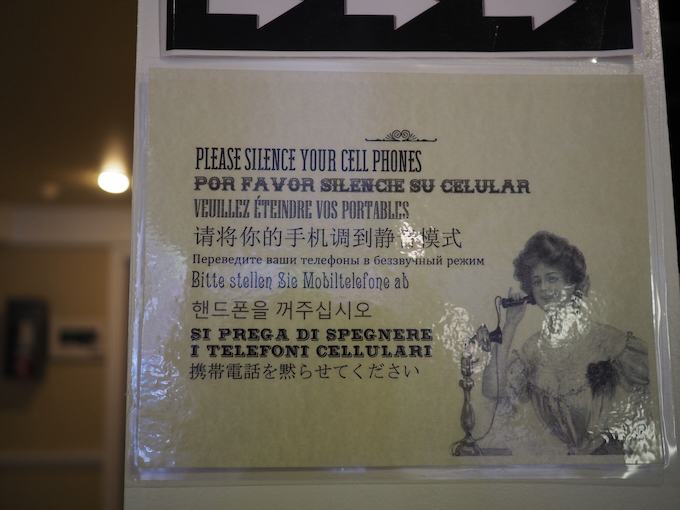 PLEASE SILENCE YOUR CELL PHONES
POR FAVOR SILENCIE SU CELULAR
VEUILLEZ ÉTEINDRE VOS PORTABLES
请将你的手机调到静音模式
Переведите ваши телефоны в беззвучный режим
Bitte stellen Sie Mobiltelefone ab
핸드폰을 꺼주십시오
SI PREGA DI SPEGNERE
I TELEFONI CELLULARI
携帯電話を黙らせてください